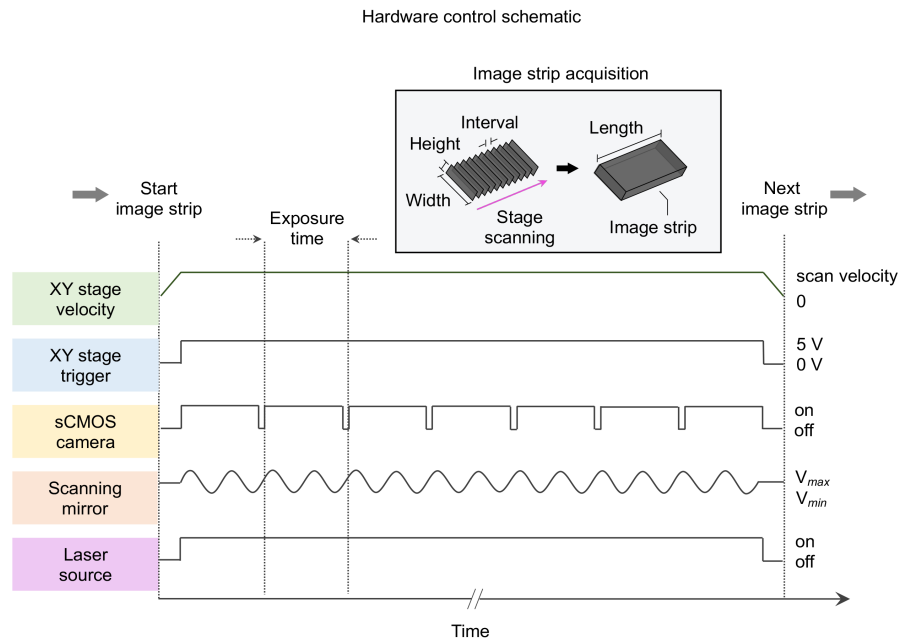 Hardware control schematic
Image strip acquisition
Interval
Height
Width
Stage
scanning
Length
Image strip
Start
image strip
Exposure
time
Next
image strip
XY stage
velocity
scan velocity
0
XY stage
trigger
5 V
0 V
sCMOS
camera
on
off
Scanning
mirror
Vmax
Vmin
Laser
source
on
off
Time